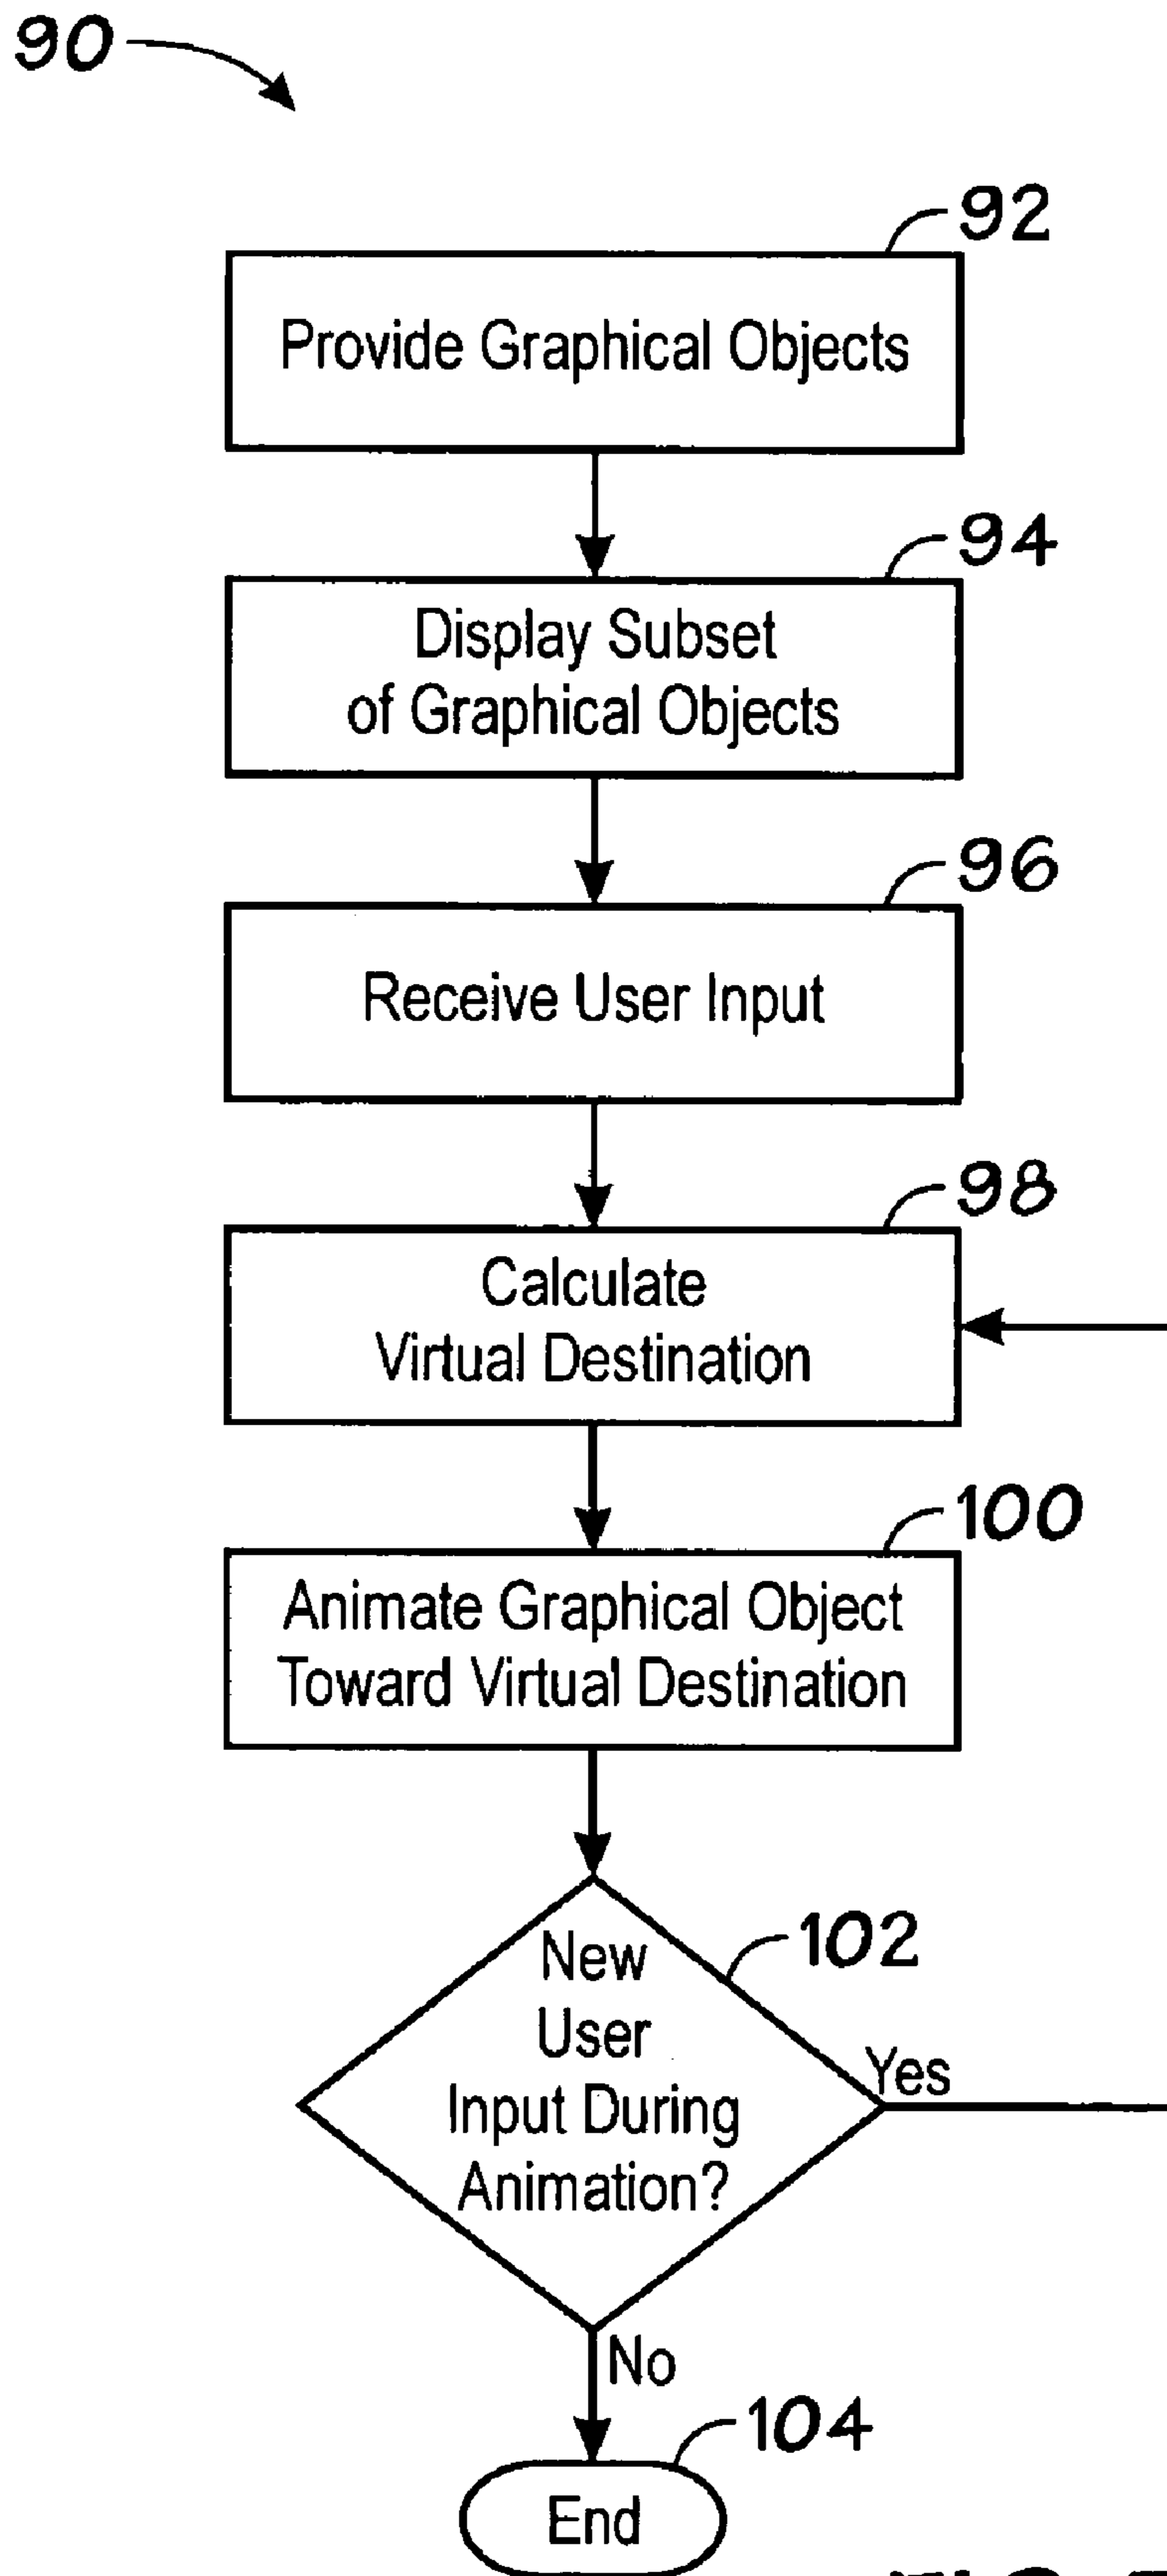 90
92
Provide Graphical Objects
94
Display Subset
of Graphical Objects
96
Receive User Input
98
Calculate
Virtual Destination
100
Animate Graphical Object
Toward Virtual Destination
102
New
User
Input During
Animation?
Yes
No
104
End